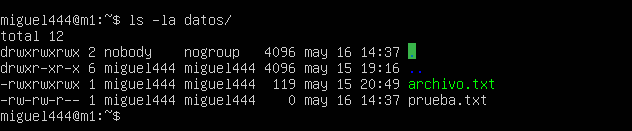 miguel444@m1:~$ ls -la datos/
total 12
drwxrwxrwx 2 nobody    nogroup   4096 may 16 14:37 .
drwxr-xr-x 6 miguel444 miguel444 4096 may 15 19:16 ..
-rwxrwxrwx 1 miguel444 miguel444  119 may 15 20:49 archivo.txt
-rw-rw-r-- 1 miguel444 miguel444    0 may 16 14:37 prueba.txt
miguel444@m1:~$